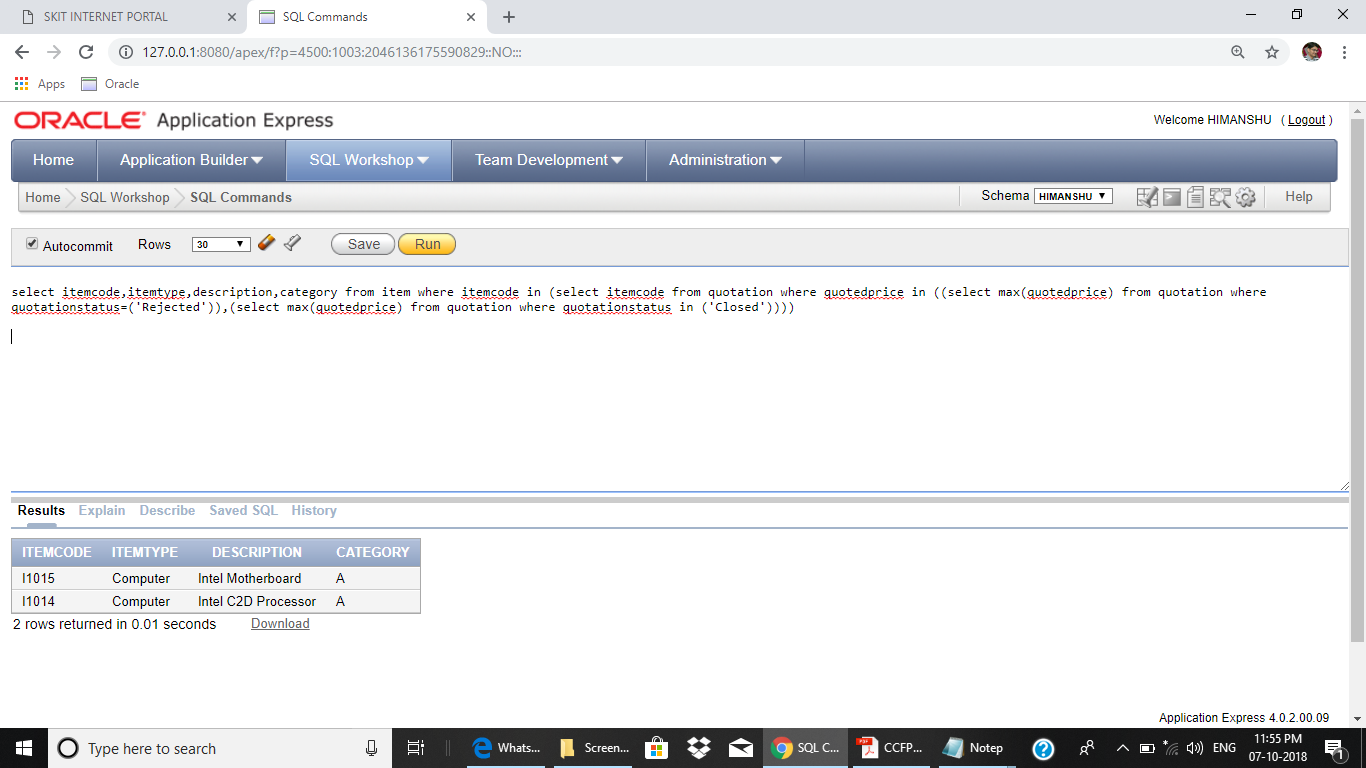 SKIT INTERNET PORTAL
SQL Commands
127.0.0.1:8080/apex/f?p=4500:1003:2046136175590829::NO:::
Apps Oracle
ORACLE Application Express
Welcome HIMANSHU ( Logout )
Home Application Builder SQL Workshop Team Development Administration
Home SQL Workshop SQL Commands
Schema HIMANSHU Help
Autocommit Rows 30 Save Run
select itemcode,itemtype,description,category from item where itemcode in (select itemcode from quotation where quotedprice in ((select max(quotedprice) from quotation where
quotationstatus=('Rejected')),(select max(quotedprice) from quotation where quotationstatus in ('Closed'))))
Results Explain Describe Saved SQL History
ITEMCODE ITEMTYPE DESCRIPTION CATEGORY
I1015 Computer Intel Motherboard A
I1014 Computer Intel C2D Processor A
2 rows returned in 0.01 seconds Download
Application Express 4.0.2.00.09
Type here to search
Whats...
Screen...
SQL C...
CCFP...
Notep
ENG
11:55 PM
07-10-2018
1